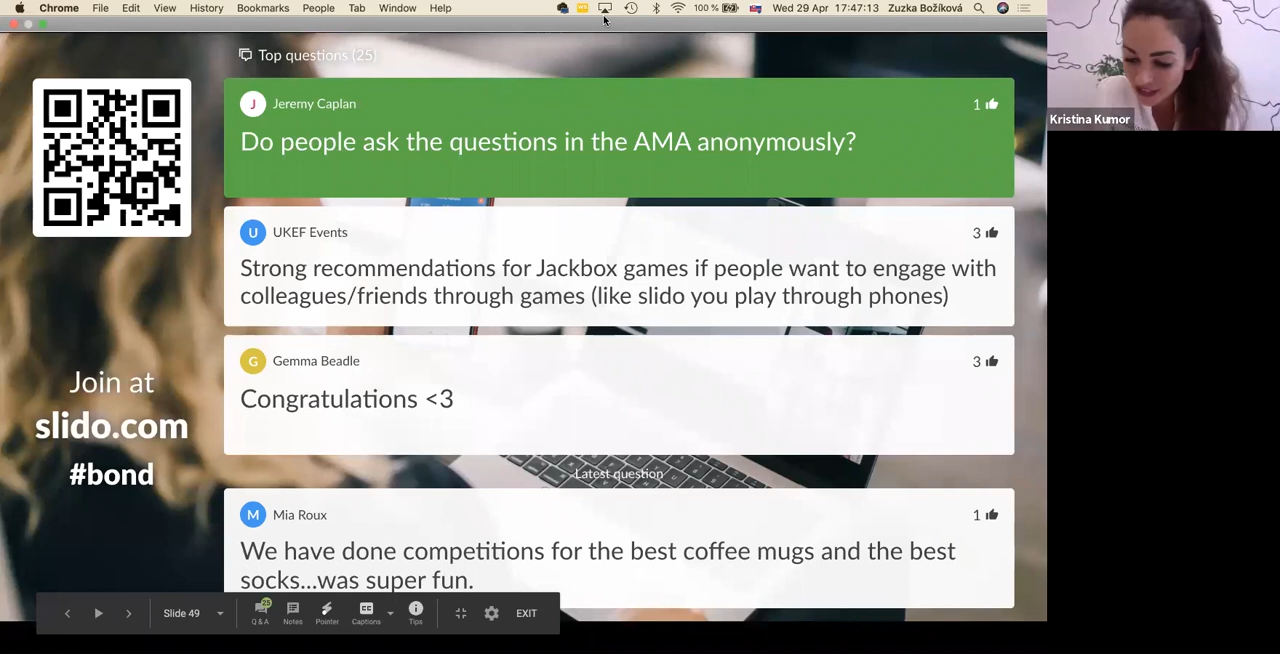 Chrome File Edit View History Bookmarks People Tab Window Help 100 % Wed 29 Apr 17:47:13 Zuzka Božíková
Top questions (25)
J Jeremy Caplan 1
Do people ask the questions in the AMA anonymously?
Kristina Kumor
U UKEF Events 3
Strong recommendations for Jackbox games if people want to engage with
colleagues/friends through games (like slido you play through phones)
G Gemma Beadle 3
Congratulations <3
Join at
slido.com
#bond
Latest question
M Mia Roux 1
We have done competitions for the best coffee mugs and the best
socks...was super fun.
Slide 49 25 Q & A Notes Pointer CC Captions Tips EXIT